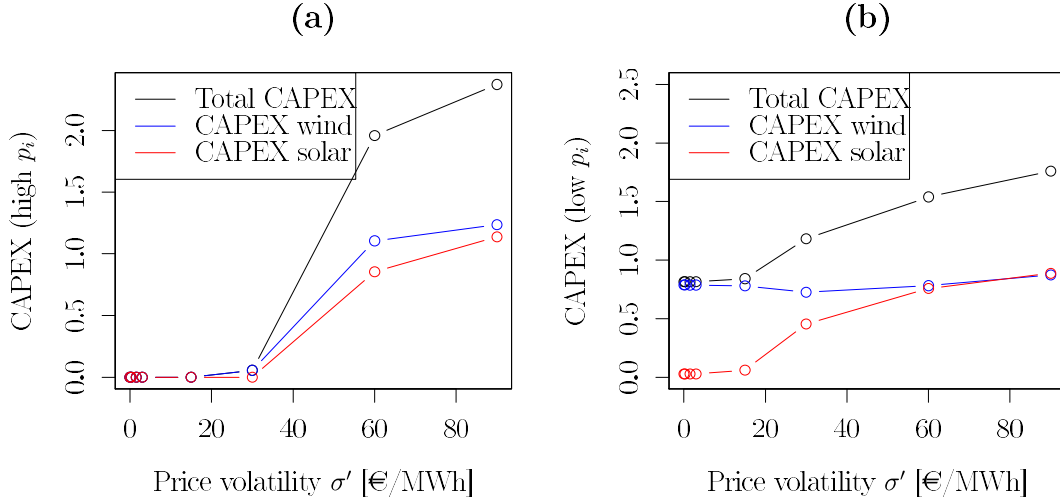 (a)
Total CAPEX
CAPEX wind
CAPEX solar
CAPEX (high p_i)
0.0
0.5
1.0
1.5
2.0
0
20
40
60
80
Price volatility σ′ [€/MWh]
(b)
Total CAPEX
CAPEX wind
CAPEX solar
CAPEX (low p_i)
0.0
0.5
1.0
1.5
2.0
2.5
0
20
40
60
80
Price volatility σ′ [€/MWh]